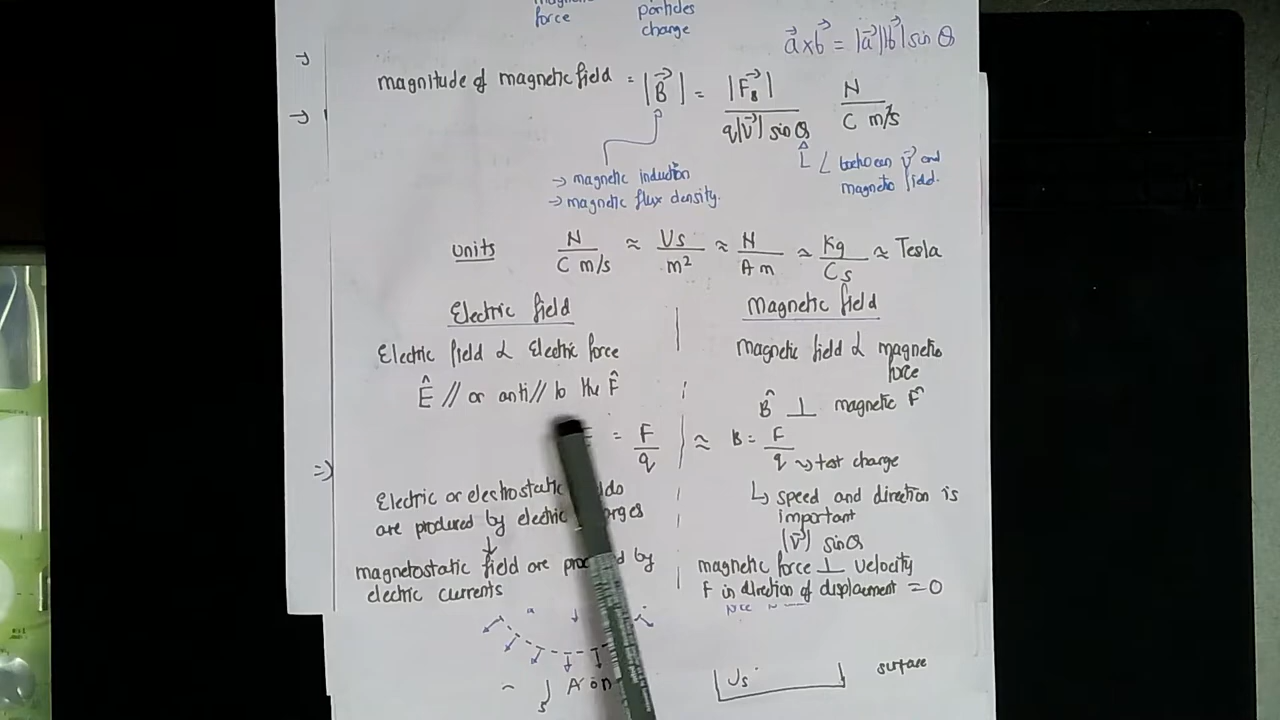 force
particles
charge
a⃗ x b⃗ = |a⃗||b⃗| sin θ
magnitude of magnetic field = |B⃗| = |F⃗_B| / q|v⃗| sin θ N / C m/s
∠ between v⃗ and
magnetic field.
→ magnetic induction
→ magnetic flux density.
units N / C m/s ≈ Vs / m² ≈ N / A m ≈ Kg / Cs ≈ Tesla
Electric field
Electric field α Electric force
Ê // or anti// to the F̂
= F / q
Electric or electrostatic
are produced by electric
magnetostatic field are by
electric currents
Magnetic field
magnetic field α magnetic
force
B̂ ⊥ magnetic F̂
≈ B = F / q → test charge
↳ speed and direction is
important
|v⃗| sin θ
magnetic force ⊥ velocity
F in direction of displacement = 0
surface